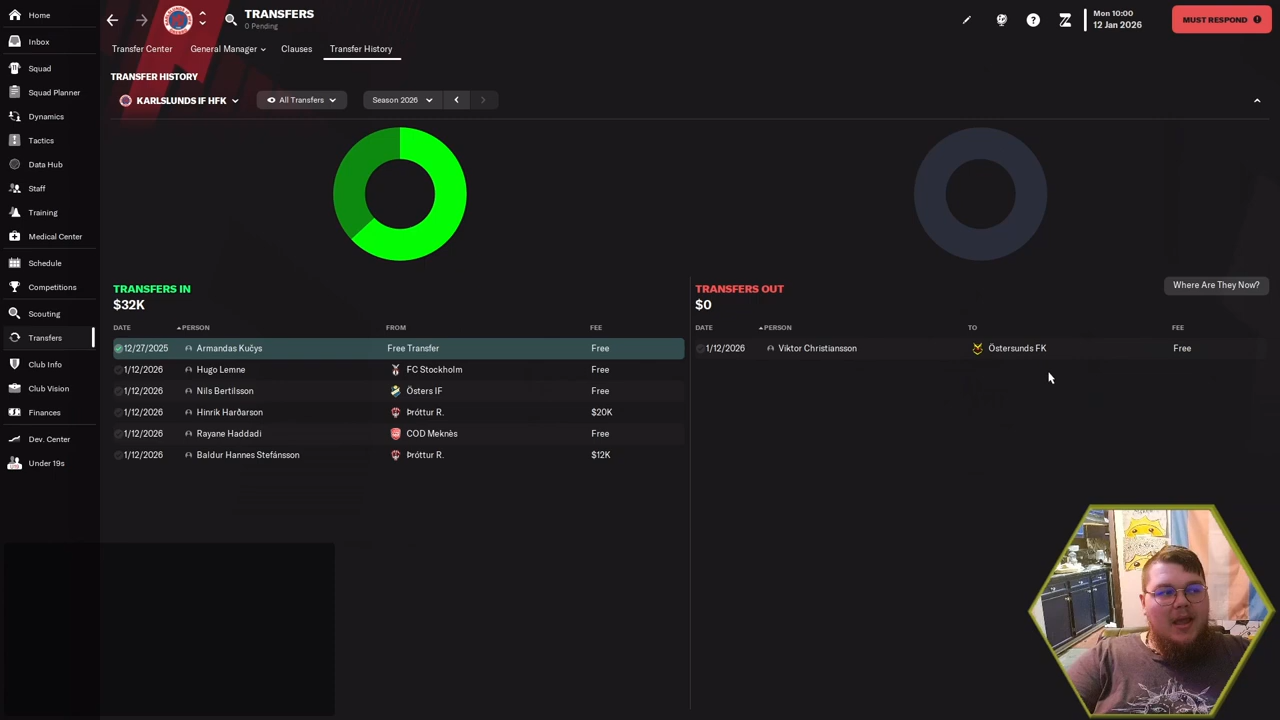 Home
Inbox
Squad
Squad Planner
Dynamics
Tactics
Data Hub
Staff
Training
Medical Center
Schedule
Competitions
Scouting
Transfers
Club Info
Club Vision
Finances
Dev. Center
Under 19s
TRANSFERS
0 Pending
Mon 10:00
12 Jan 2026
MUST RESPOND
Transfer Center
General Manager
Clauses
Transfer History
TRANSFER HISTORY
KARLSLUNDS IF HFK
All Transfers
Season 2026
TRANSFERS IN
$32K
DATE PERSON FROM FEE
12/27/2025 Armandas Kučys Free Transfer Free
1/12/2026 Hugo Lemne FC Stockholm Free
1/12/2026 Nils Bertilsson Östers IF Free
1/12/2026 Hinrik Harðarson Þróttur R. $20K
1/12/2026 Rayane Haddadi COD Meknès Free
1/12/2026 Baldur Hannes Stefánsson Þróttur R. $12K
TRANSFERS OUT
$0
Where Are They Now?
DATE PERSON TO FEE
1/12/2026 Viktor Christiansson Östersunds FK Free